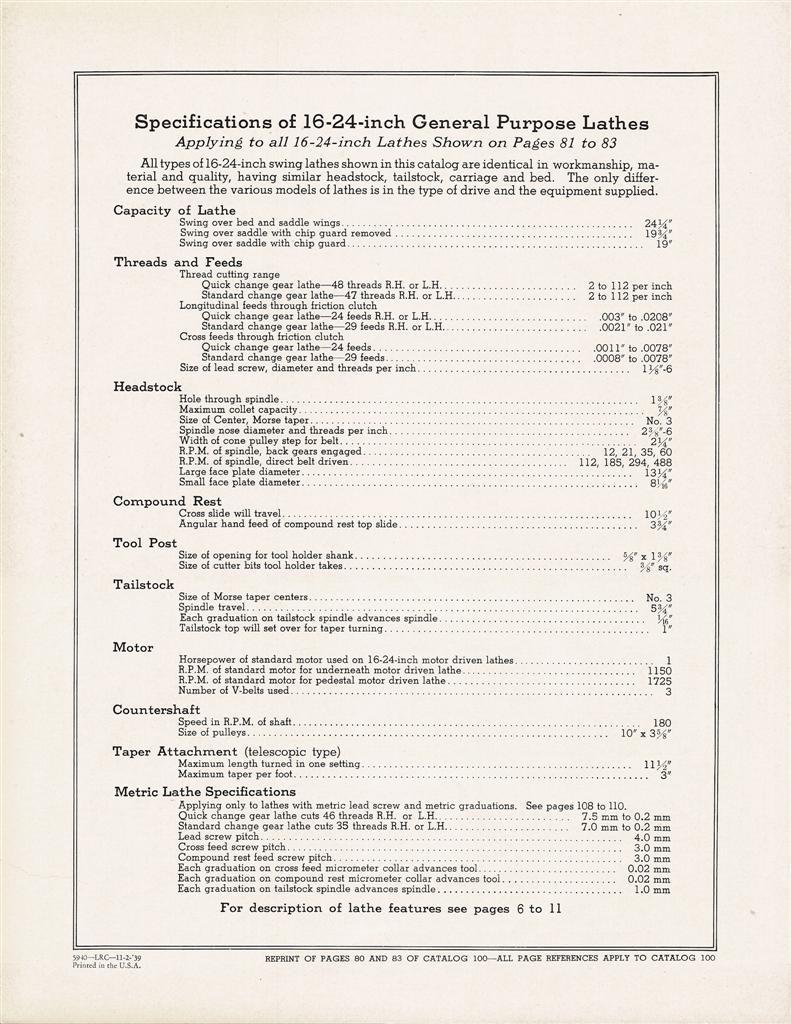 Specifications of 16-24-inch General Purpose Lathes
Applying to all 16-24-inch Lathes Shown on Pages 81 to 83
All types of 16-24-inch swing lathes shown in this catalog are identical in workmanship, ma-
terial and quality, having similar headstock, tailstock, carriage and bed. The only differ-
ence between the various models of lathes is in the type of drive and the equipment supplied.
Capacity of Lathe
Swing over bed and saddle wings 24¼″
Swing over saddle with chip guard removed 19¾″
Swing over saddle with chip guard 19″
Threads and Feeds
Thread cutting range
Quick change gear lathe—48 threads R.H. or L.H. 2 to 112 per inch
Standard change gear lathe—47 threads R.H. or L.H. 2 to 112 per inch
Longitudinal feeds through friction clutch
Quick change gear lathe—24 feeds R.H. or L.H. .003″ to .0208″
Standard change gear lathe—29 feeds R.H. or L.H. .0021″ to .021″
Cross feeds through friction clutch
Quick change gear lathe—24 feeds .0011″ to .0078″
Standard change gear lathe—29 feeds .0008″ to .0078″
Size of lead screw, diameter and threads per inch 1⅛″-6
Headstock
Hole through spindle 1⅜″
Maximum collet capacity ⅞″
Size of Center, Morse taper No. 3
Spindle nose diameter and threads per inch 2⅜″-6
Width of cone pulley step for belt 2¼″
R.P.M. of spindle, back gears engaged 12, 21, 35, 60
R.P.M. of spindle, direct belt driven 112, 185, 294, 488
Large face plate diameter 13¼″
Small face plate diameter 8¹⁄₁₆″
Compound Rest
Cross slide will travel 10½″
Angular hand feed of compound rest top slide 3¾″
Tool Post
Size of opening for tool holder shank ⅝″ x 1⅜″
Size of cutter bits tool holder takes ⅜″ sq.
Tailstock
Size of Morse taper centers No. 3
Spindle travel 5¾″
Each graduation on tailstock spindle advances spindle ¹⁄₁₆″
Tailstock top will set over for taper turning 1″
Motor
Horsepower of standard motor used on 16-24-inch motor driven lathes 1
R.P.M. of standard motor for underneath motor driven lathe 1150
R.P.M. of standard motor for pedestal motor driven lathe 1725
Number of V-belts used 3
Countershaft
Speed in R.P.M. of shaft 180
Size of pulleys 10″ x 3⅝″
Taper Attachment (telescopic type)
Maximum length turned in one setting 11½″
Maximum taper per foot 3″
Metric Lathe Specifications
Applying only to lathes with metric lead screw and metric graduations. See pages 108 to 110.
Quick change gear lathe cuts 46 threads R.H. or L.H. 7.5 mm to 0.2 mm
Standard change gear lathe cuts 35 threads R.H. or L.H. 7.0 mm to 0.2 mm
Lead screw pitch 4.0 mm
Cross feed screw pitch 3.0 mm
Compound rest feed screw pitch 3.0 mm
Each graduation on cross feed micrometer collar advances tool 0.02 mm
Each graduation on compound rest micrometer collar advances tool 0.02 mm
Each graduation on tailstock spindle advances spindle 1.0 mm
For description of lathe features see pages 6 to 11
5940—LRC—11-2-'39
Printed in the U.S.A.
REPRINT OF PAGES 80 AND 83 OF CATALOG 100—ALL PAGE REFERENCES APPLY TO CATALOG 100